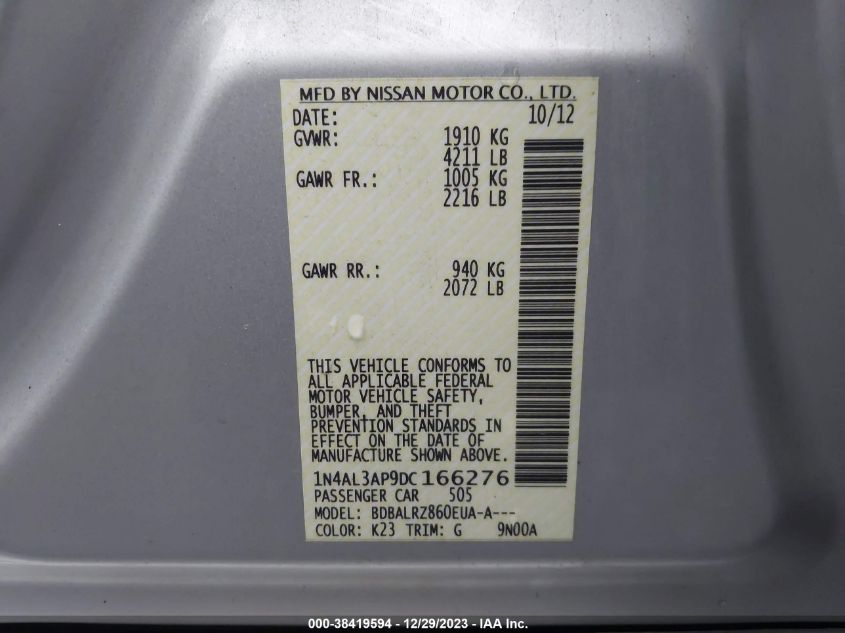 MFD BY NISSAN MOTOR CO., LTD.
DATE: 10/12
GVWR: 1910 KG
4211 LB
GAWR FR.: 1005 KG
2216 LB
GAWR RR.: 940 KG
2072 LB
THIS VEHICLE CONFORMS TO
ALL APPLICABLE FEDERAL
MOTOR VEHICLE SAFETY,
BUMPER, AND THEFT
PREVENTION STANDARDS IN
EFFECT ON THE DATE OF
MANUFACTURE SHOWN ABOVE.
1N4AL3AP9DC166276
PASSENGER CAR 505
MODEL: BDBALRZ860EUA-A---
COLOR: K23 TRIM: G 9N00A
000-38419594 - 12/29/2023 - IAA Inc.